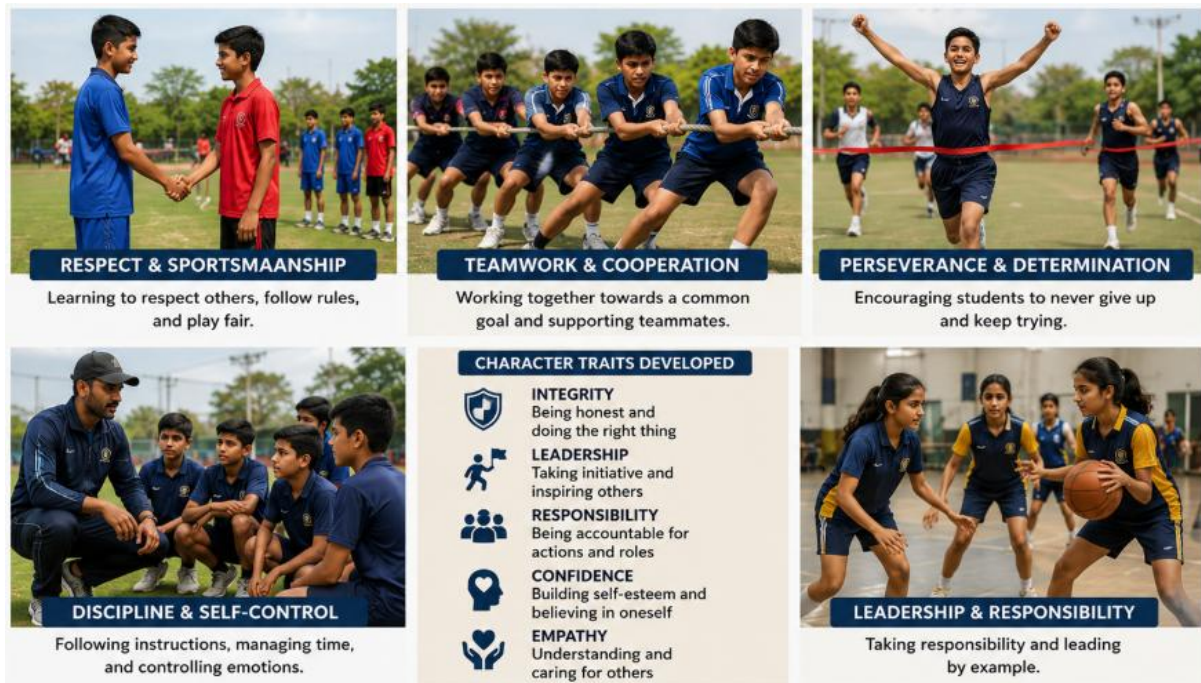 RESPECT & SPORTSMAANSHIP
Learning to respect others, follow rules,
and play fair.
TEAMWORK & COOPERATION
Working together towards a common
goal and supporting teammates.
PERSEVERANCE & DETERMINATION
Encouraging students to never give up
and keep trying.
DISCIPLINE & SELF-CONTROL
Following instructions, managing time,
and controlling emotions.
CHARACTER TRAITS DEVELOPED
INTEGRITY
Being honest and
doing the right thing
LEADERSHIP
Taking initiative and
inspiring others
RESPONSIBILITY
Being accountable for
actions and roles
CONFIDENCE
Building self-esteem and
believing in oneself
EMPATHY
Understanding and
caring for others
LEADERSHIP & RESPONSIBILITY
Taking responsibility and leading
by example.